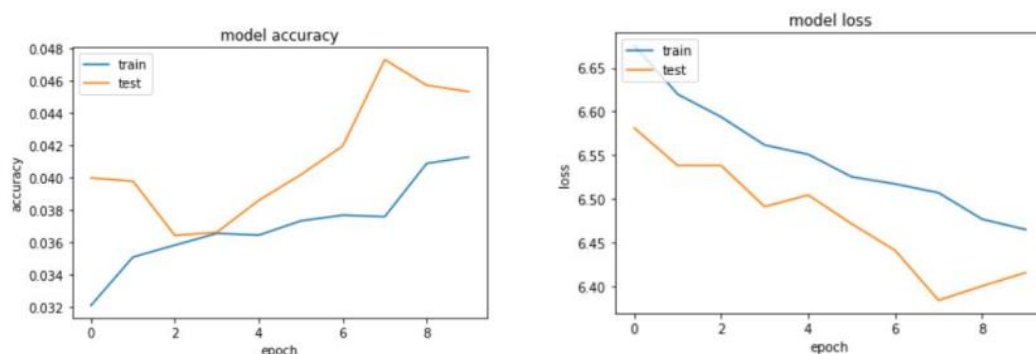 model accuracy
train
test
0.048
0.046
0.044
0.042
0.040
0.038
0.036
0.034
0.032
accuracy
0 2 4 6 8
epoch
model loss
train
test
6.65
6.60
6.55
6.50
6.45
6.40
loss
0 2 4 6 8
epoch